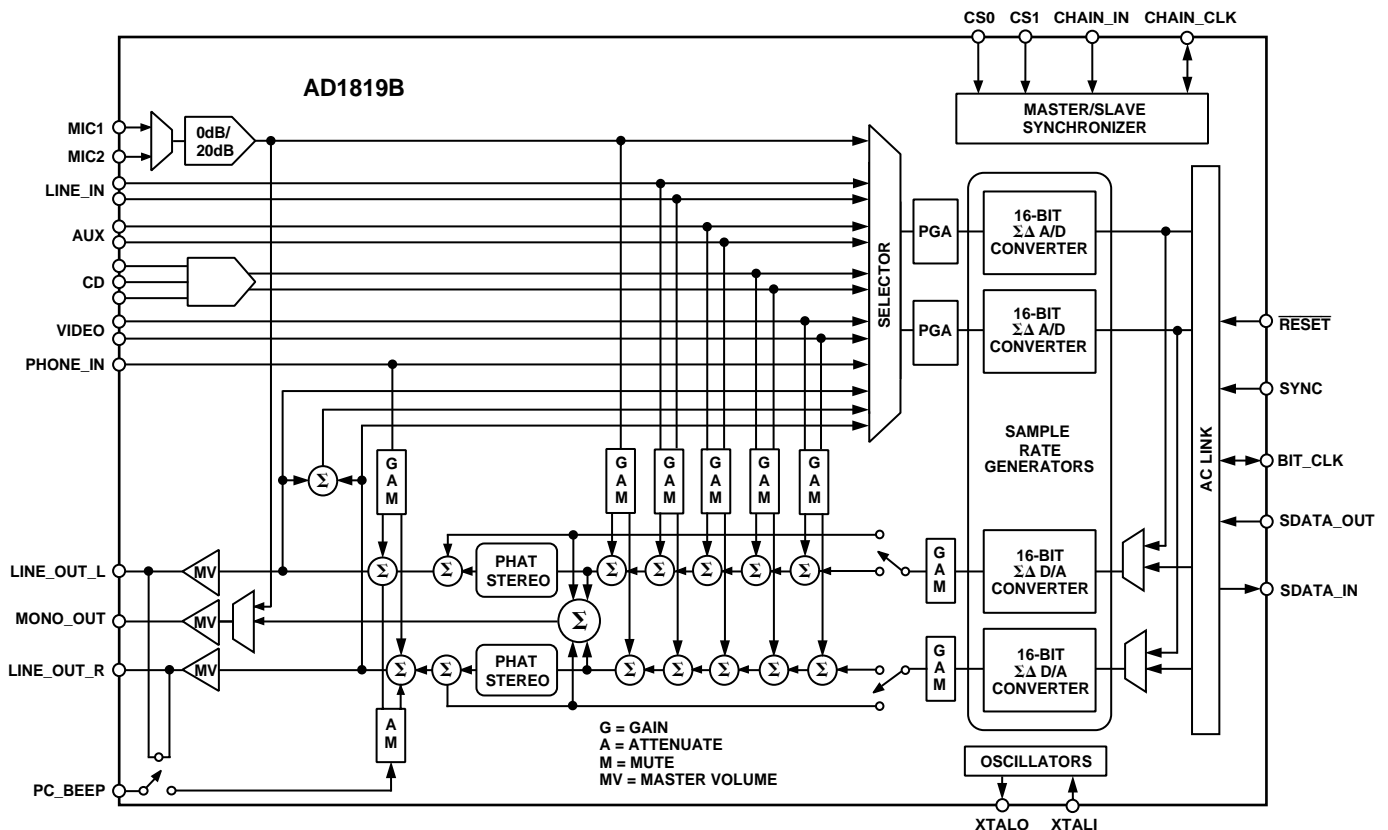 CS0 CS1 CHAIN_IN CHAIN_CLK
AD1819B
MASTER/SLAVE
SYNCHRONIZER
MIC1
MIC2
0dB/
20dB
LINE_IN
AUX
CD
VIDEO
PHONE_IN
SELECTOR
PGA
PGA
16-BIT
ΣΔ A/D
CONVERTER
16-BIT
ΣΔ A/D
CONVERTER
SAMPLE
RATE
GENERATORS
AC LINK
RESET
SYNC
BIT_CLK
SDATA_OUT
SDATA_IN
G
A
M
G
A
M
G
A
M
G
A
M
G
A
M
G
A
M
Σ
LINE_OUT_L
MV
Σ
Σ
PHAT
STEREO
Σ
Σ
Σ
Σ
Σ
G
A
M
16-BIT
ΣΔ D/A
CONVERTER
MONO_OUT
MV
Σ
LINE_OUT_R
MV
Σ
Σ
PHAT
STEREO
Σ
Σ
Σ
Σ
Σ
G
A
M
16-BIT
ΣΔ D/A
CONVERTER
A
M
G = GAIN
A = ATTENUATE
M = MUTE
MV = MASTER VOLUME
PC_BEEP
OSCILLATORS
XTALO XTALI